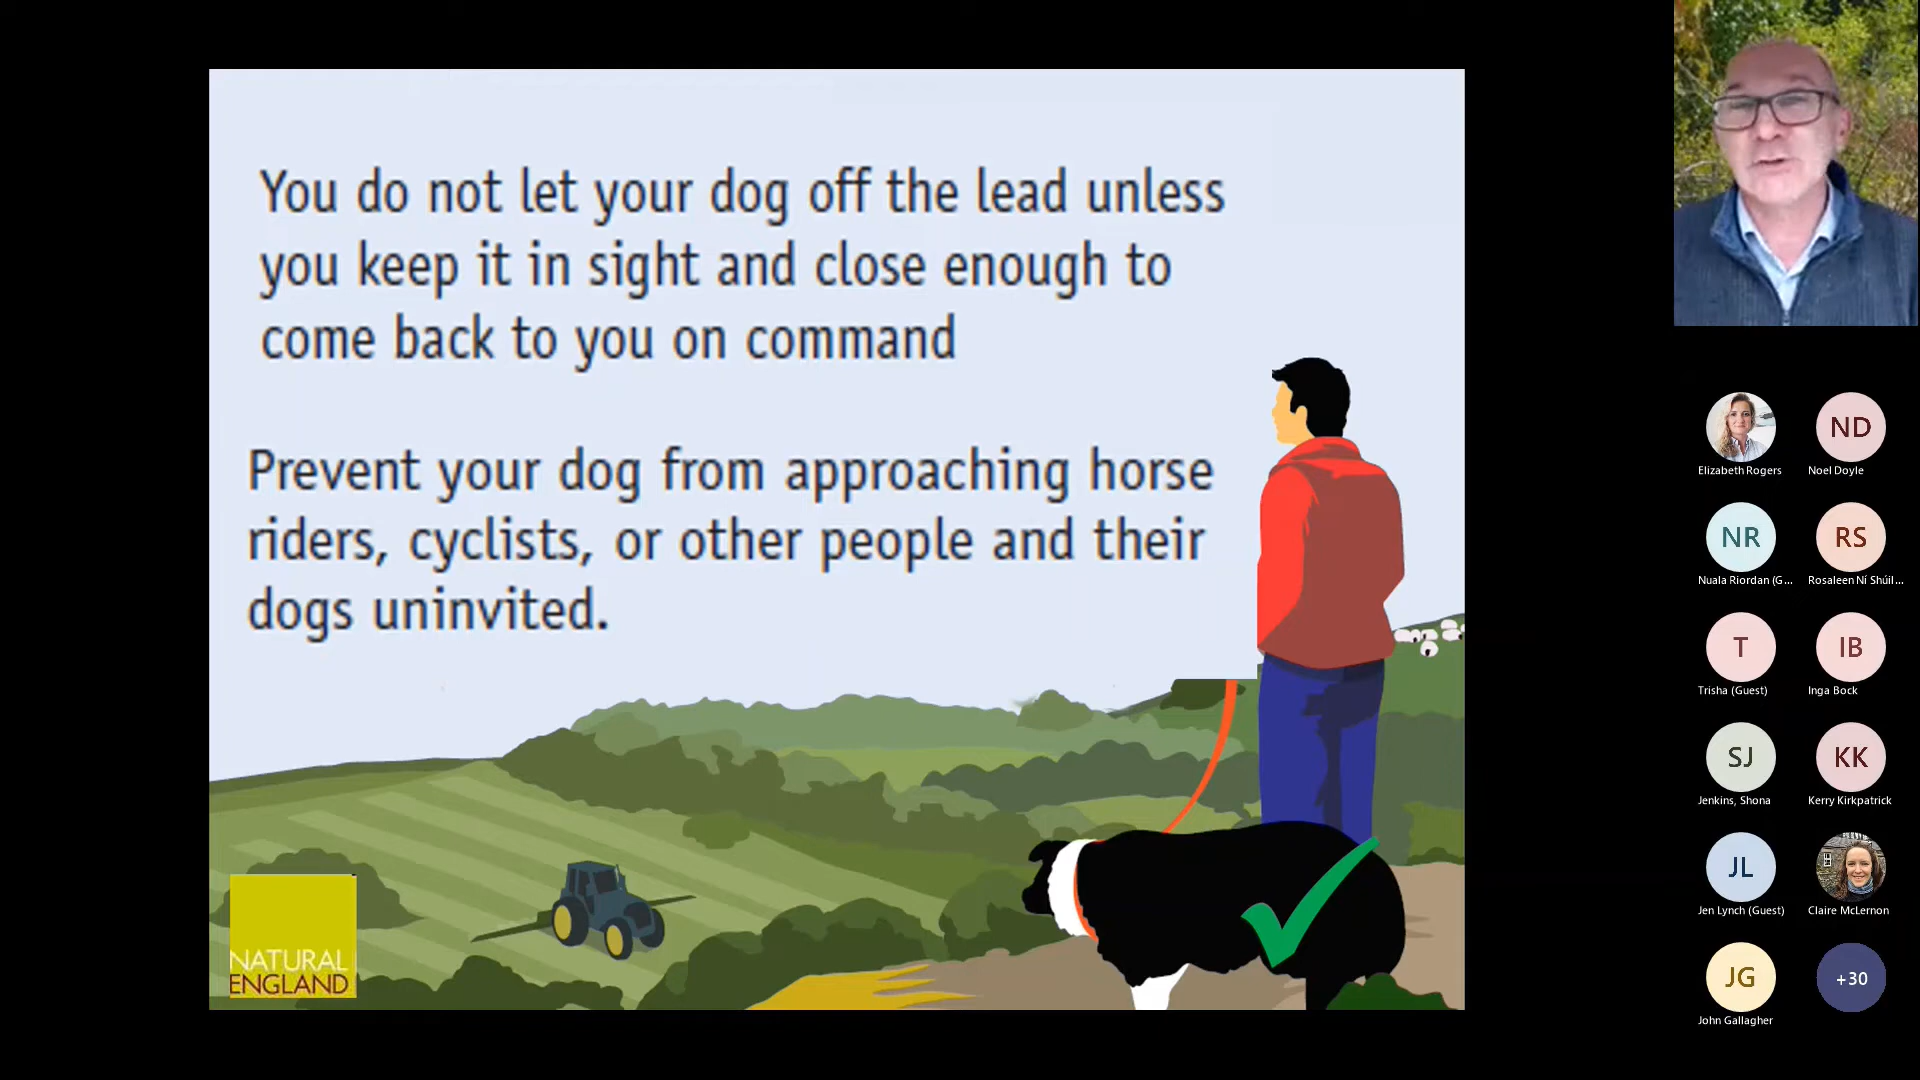 You do not let your dog off the lead unless
you keep it in sight and close enough to
come back to you on command
Prevent your dog from approaching horse
riders, cyclists, or other people and their
dogs uninvited.
NATURAL
ENGLAND
Elizabeth Rogers
ND
Noel Doyle
NR
Nuala Riordan (G...
RS
Rosaleen Ní Shúil...
T
Trisha (Guest)
IB
Inga Bock
SJ
Jenkins, Shona
KK
Kerry Kirkpatrick
JL
Jen Lynch (Guest)
Claire McLernon
JG
John Gallagher
+30